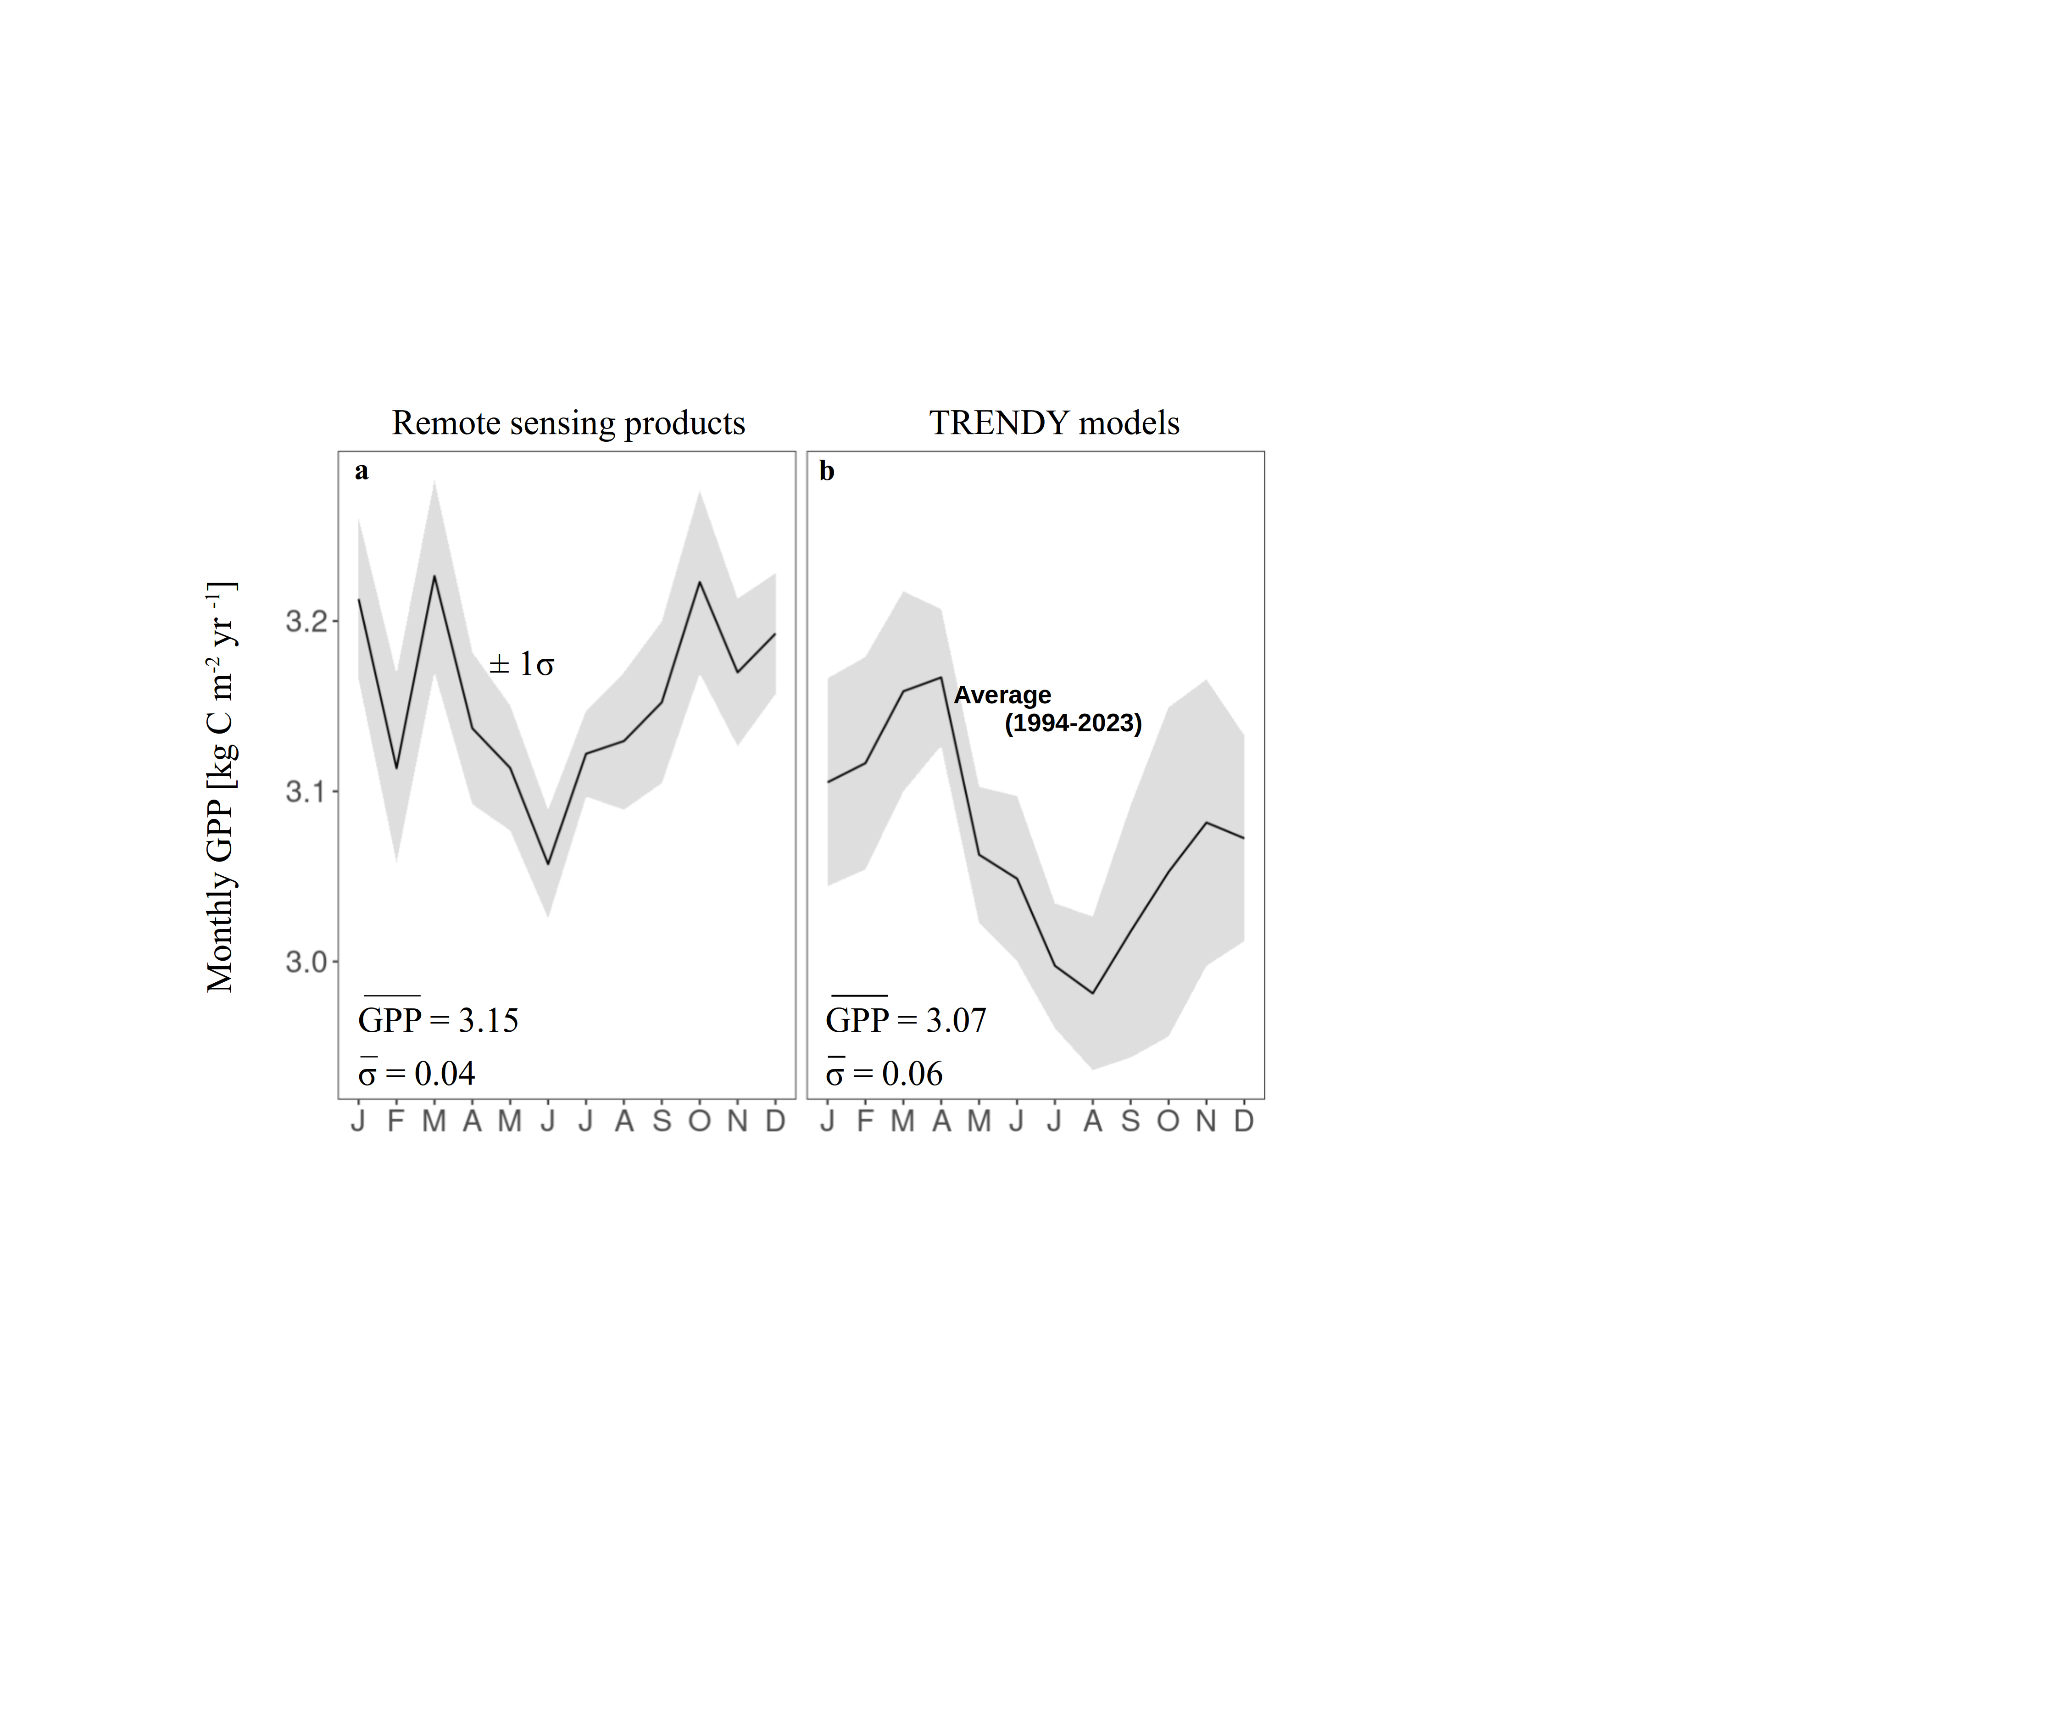 Remote sensing products
TRENDY models
Monthly GPP [kg C m-2 yr -1]
a
3.2
3.1
3.0
± 1σ
GPP = 3.15
σ = 0.04
J F M A M J J A S O N D
b
Average
(1994-2023)
GPP = 3.07
σ = 0.06
J F M A M J J A S O N D